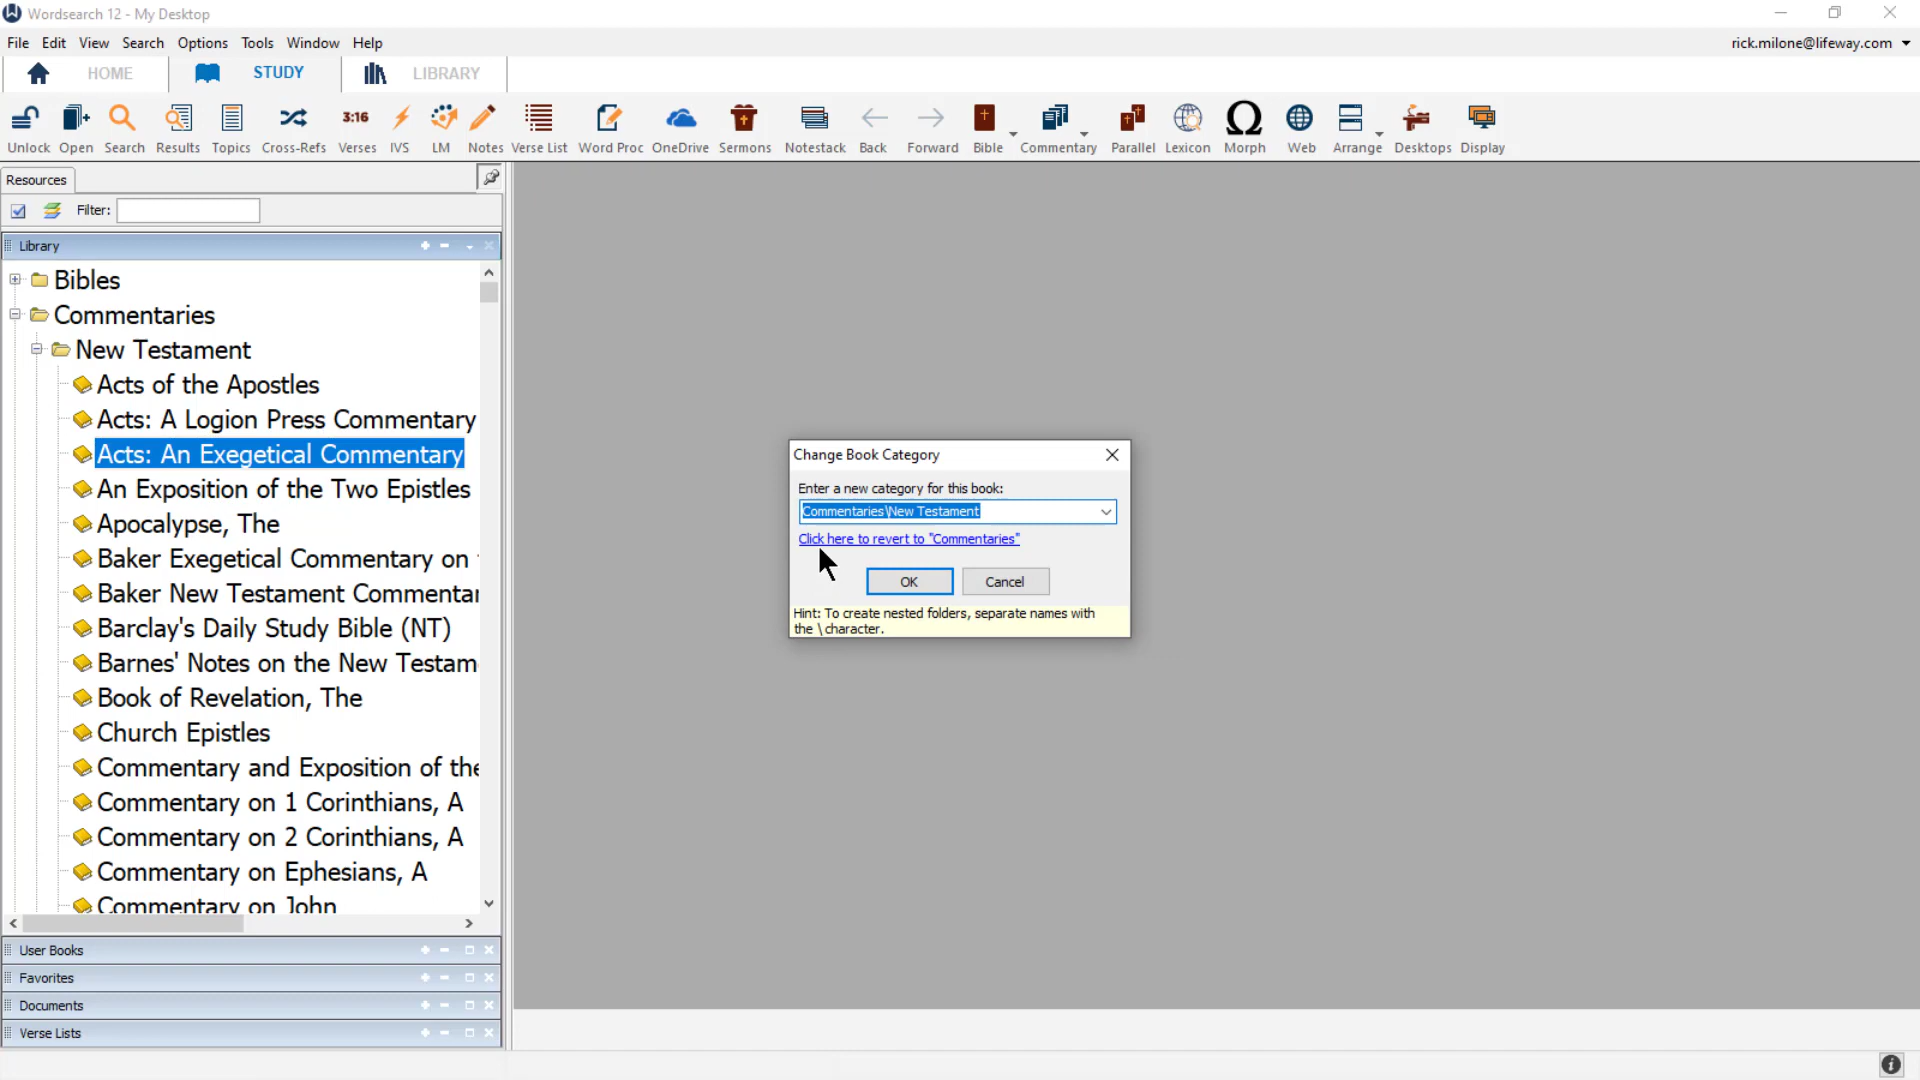 Wordsearch 12 - My Desktop
File Edit View Search Options Tools Window Help
rick.milone@lifeway.com
HOME STUDY LIBRARY
3:16
Unlock Open Search Results Topics Cross-Refs Verses IVS LM Notes Verse List Word Proc OneDrive Sermons Notestack Back Forward Bible Commentary Parallel Lexicon Morph Web Arrange Desktops Display
Resources
Filter:
Library
Bibles
Commentaries
New Testament
Acts of the Apostles
Acts: A Logion Press Commentary
Acts: An Exegetical Commentary
An Exposition of the Two Epistles
Apocalypse, The
Baker Exegetical Commentary on
Baker New Testament Commentar
Barclay's Daily Study Bible (NT)
Barnes' Notes on the New Testam
Book of Revelation, The
Church Epistles
Commentary and Exposition of the
Commentary on 1 Corinthians, A
Commentary on 2 Corinthians, A
Commentary on Ephesians, A
Commentary on John
User Books
Favorites
Documents
Verse Lists
Change Book Category
Enter a new category for this book:
Commentaries\New Testament
Click here to revert to "Commentaries"
OK Cancel
Hint: To create nested folders, separate names with
the \ character.